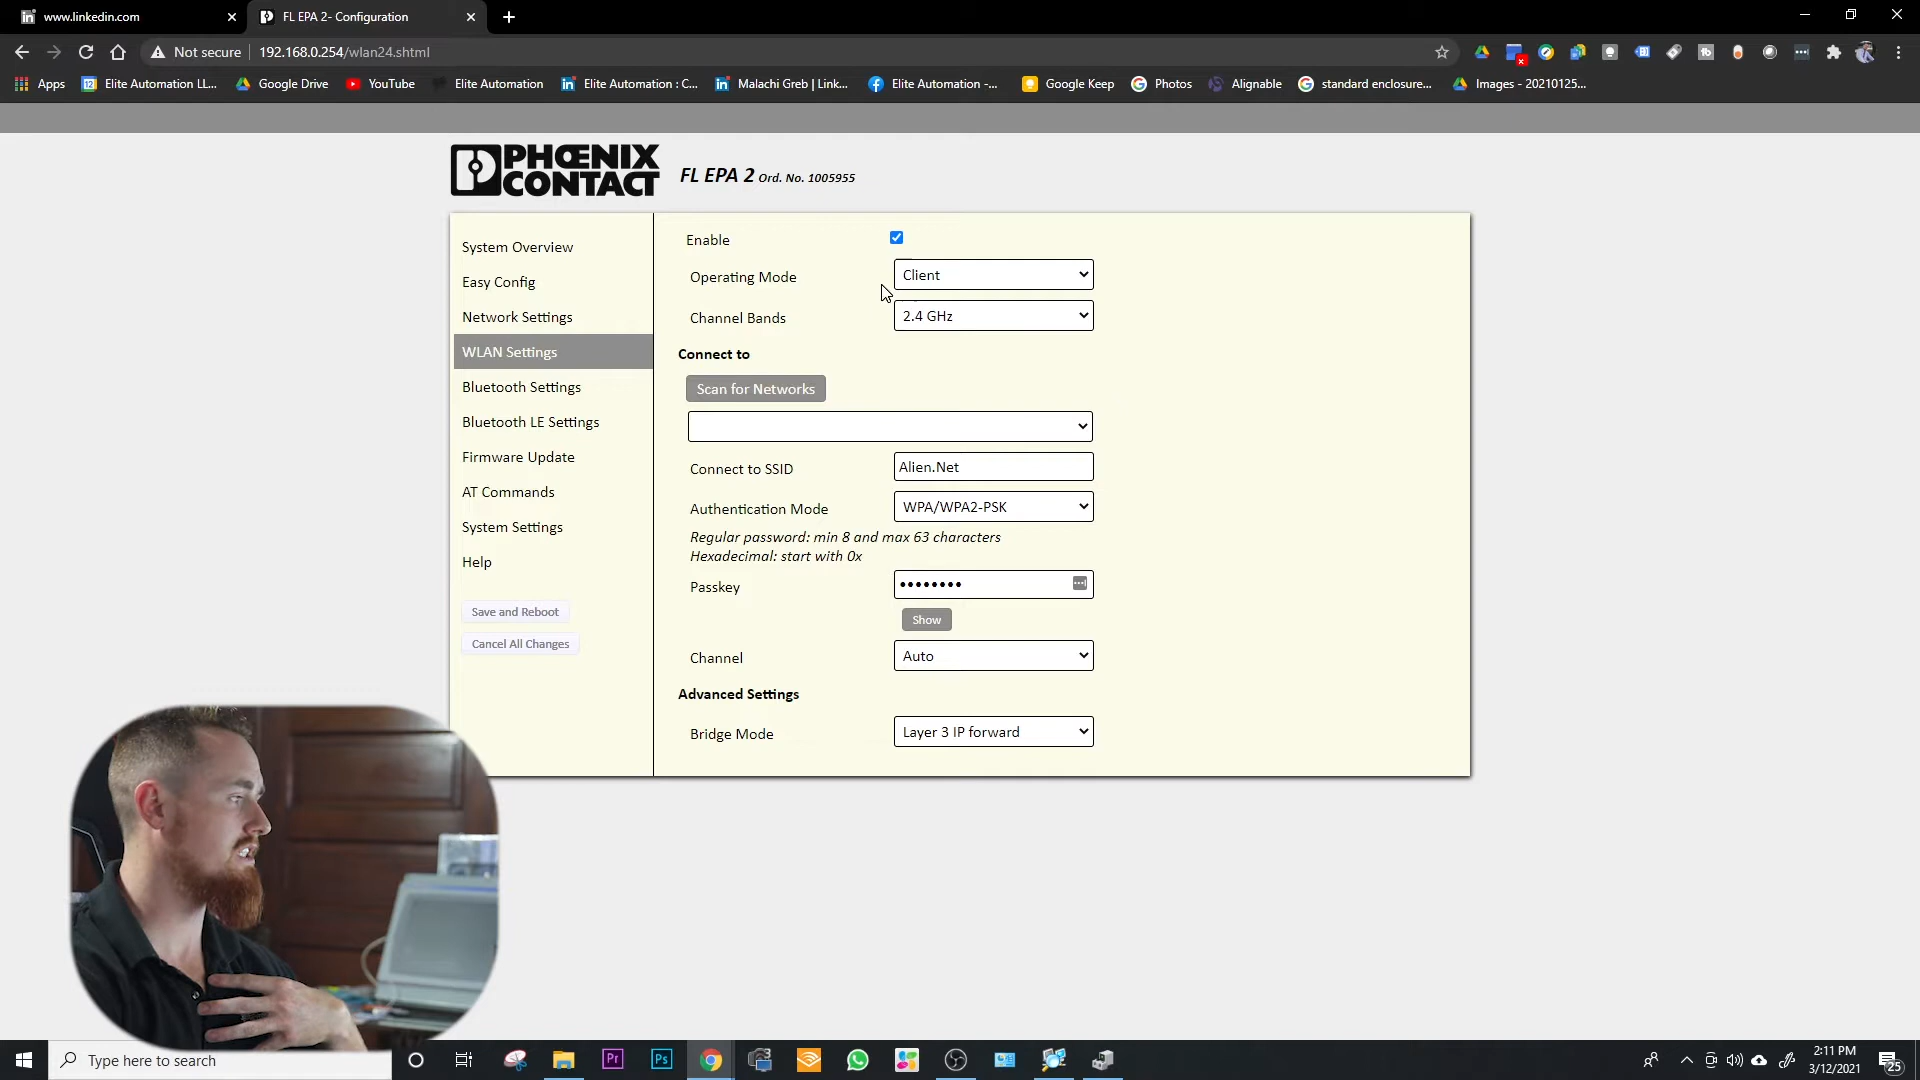 www.linkedin.com
FL EPA 2- Configuration
Not secure
192.168.0.254/wlan24.shtml
Apps
Elite Automation LL...
Google Drive
YouTube
Elite Automation
Elite Automation : C...
Malachi Greb | Link...
Elite Automation -...
Google Keep
Photos
Alignable
standard enclosure...
Images - 20210125...
PHŒNIX
CONTACT
FL EPA 2 Ord. No. 1005955
System Overview
Easy Config
Network Settings
WLAN Settings
Bluetooth Settings
Bluetooth LE Settings
Firmware Update
AT Commands
System Settings
Help
Save and Reboot
Cancel All Changes
Enable
Operating Mode
Client
Channel Bands
2.4 GHz
Connect to
Scan for Networks
Connect to SSID
Alien.Net
Authentication Mode
WPA/WPA2-PSK
Regular password: min 8 and max 63 characters
Hexadecimal: start with 0x
Passkey
••••••••
Show
Channel
Auto
Advanced Settings
Bridge Mode
Layer 3 IP forward
Type here to search
Pr
Ps
2:11 PM
3/12/2021
25